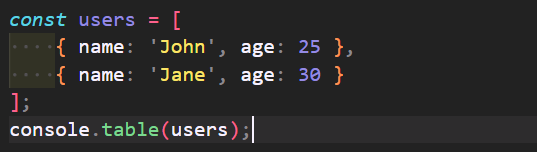 const users = [
    { name: 'John', age: 25 },
    { name: 'Jane', age: 30 }
];
console.table(users);